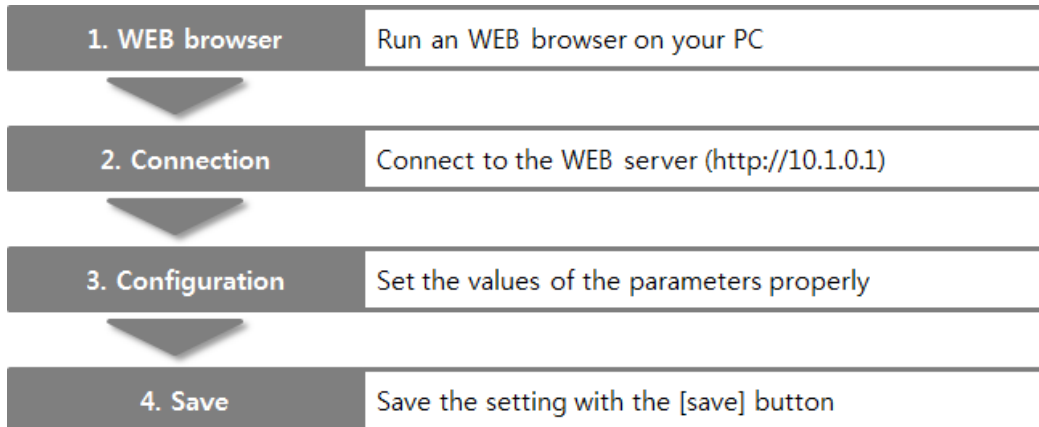 1. WEB browser
Run an WEB browser on your PC
2. Connection
Connect to the WEB server (http://10.1.0.1)
3. Configuration
Set the values of the parameters properly
4. Save
Save the setting with the [save] button